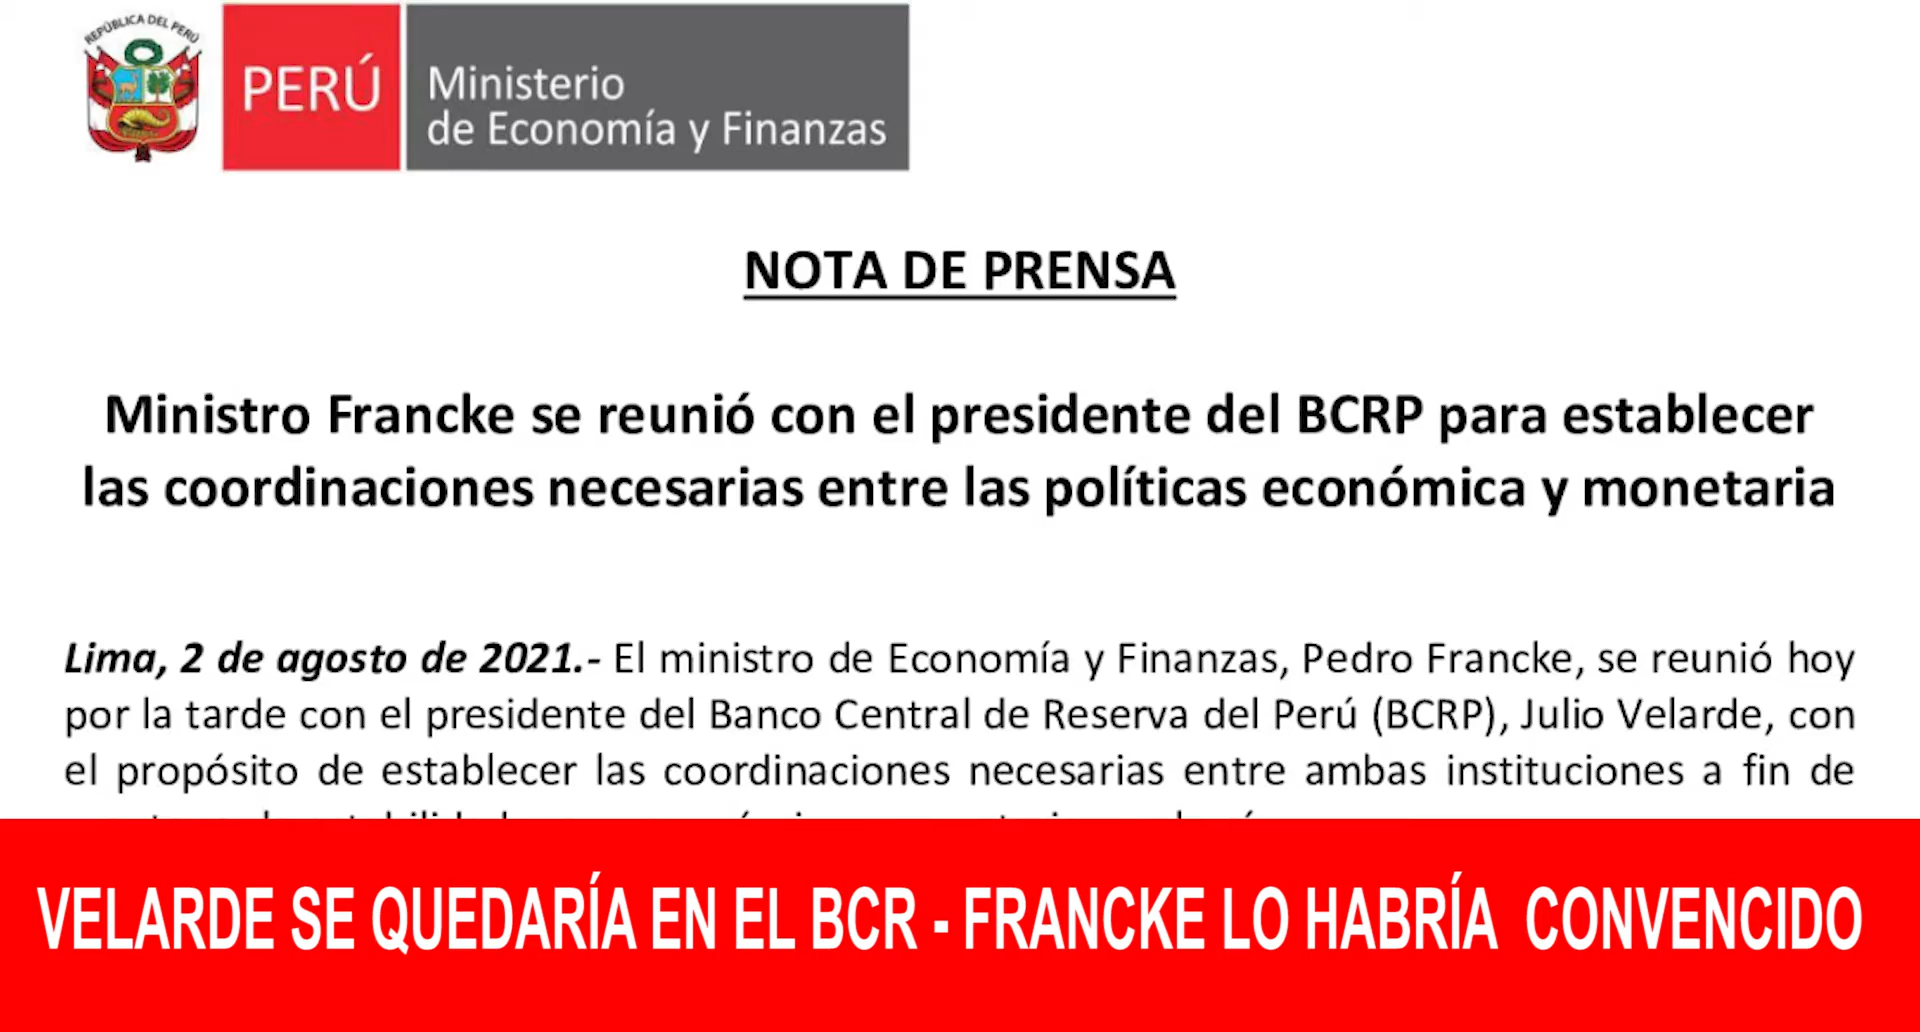 REPÚBLICA DEL PERÚ
PERÚ
Ministerio
de Economía y Finanzas
NOTA DE PRENSA
Ministro Francke se reunió con el presidente del BCRP para establecer
las coordinaciones necesarias entre las políticas económica y monetaria
Lima, 2 de agosto de 2021.- El ministro de Economía y Finanzas, Pedro Francke, se reunió hoy
por la tarde con el presidente del Banco Central de Reserva del Perú (BCRP), Julio Velarde, con
el propósito de establecer las coordinaciones necesarias entre ambas instituciones a fin de
VELARDE SE QUEDARÍA EN EL BCR - FRANCKE LO HABRÍA CONVENCIDO